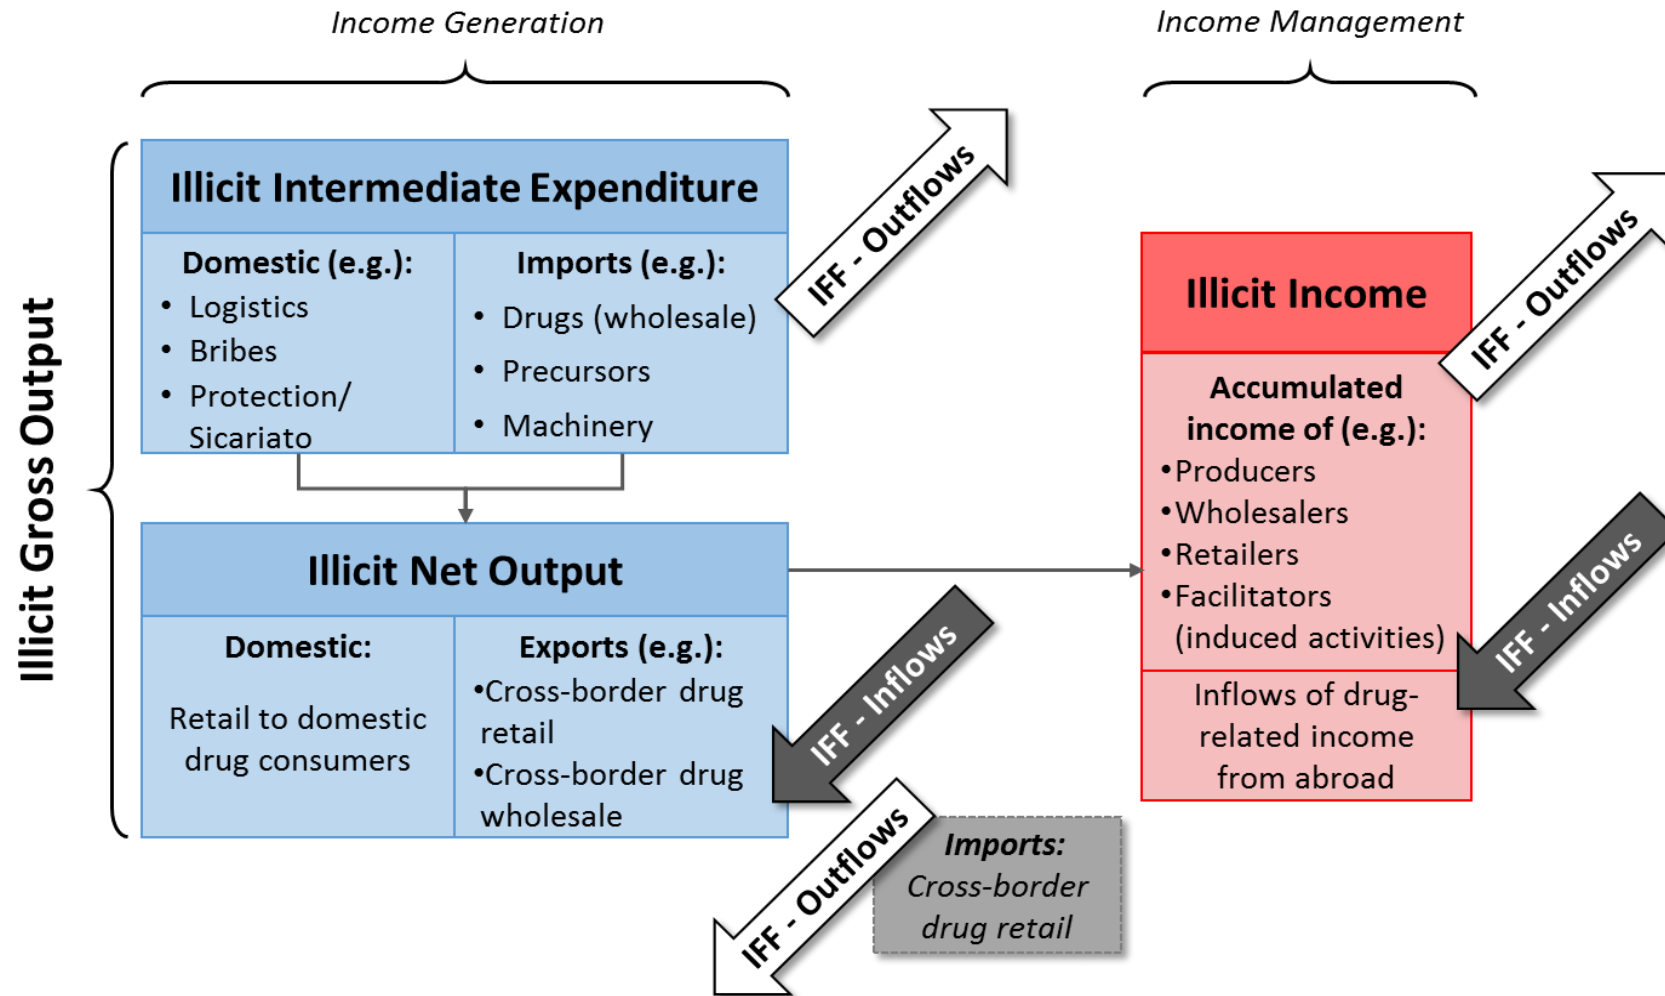 Income Generation
Income Management
Illicit Gross Output
Illicit Intermediate Expenditure
Domestic (e.g.):
• Logistics
• Bribes
• Protection/
Sicariato
Imports (e.g.):
• Drugs (wholesale)
• Precursors
• Machinery
IFF - Outflows
Illicit Net Output
Domestic:
Retail to domestic
drug consumers
Exports (e.g.):
•Cross-border drug
retail
•Cross-border drug
wholesale
IFF - Inflows
IFF - Outflows
Imports:
Cross-border
drug retail
Illicit Income
Accumulated
income of (e.g.):
•Producers
•Wholesalers
•Retailers
•Facilitators
(induced activities)
Inflows of drug-
related income
from abroad
IFF - Outflows
IFF - Inflows